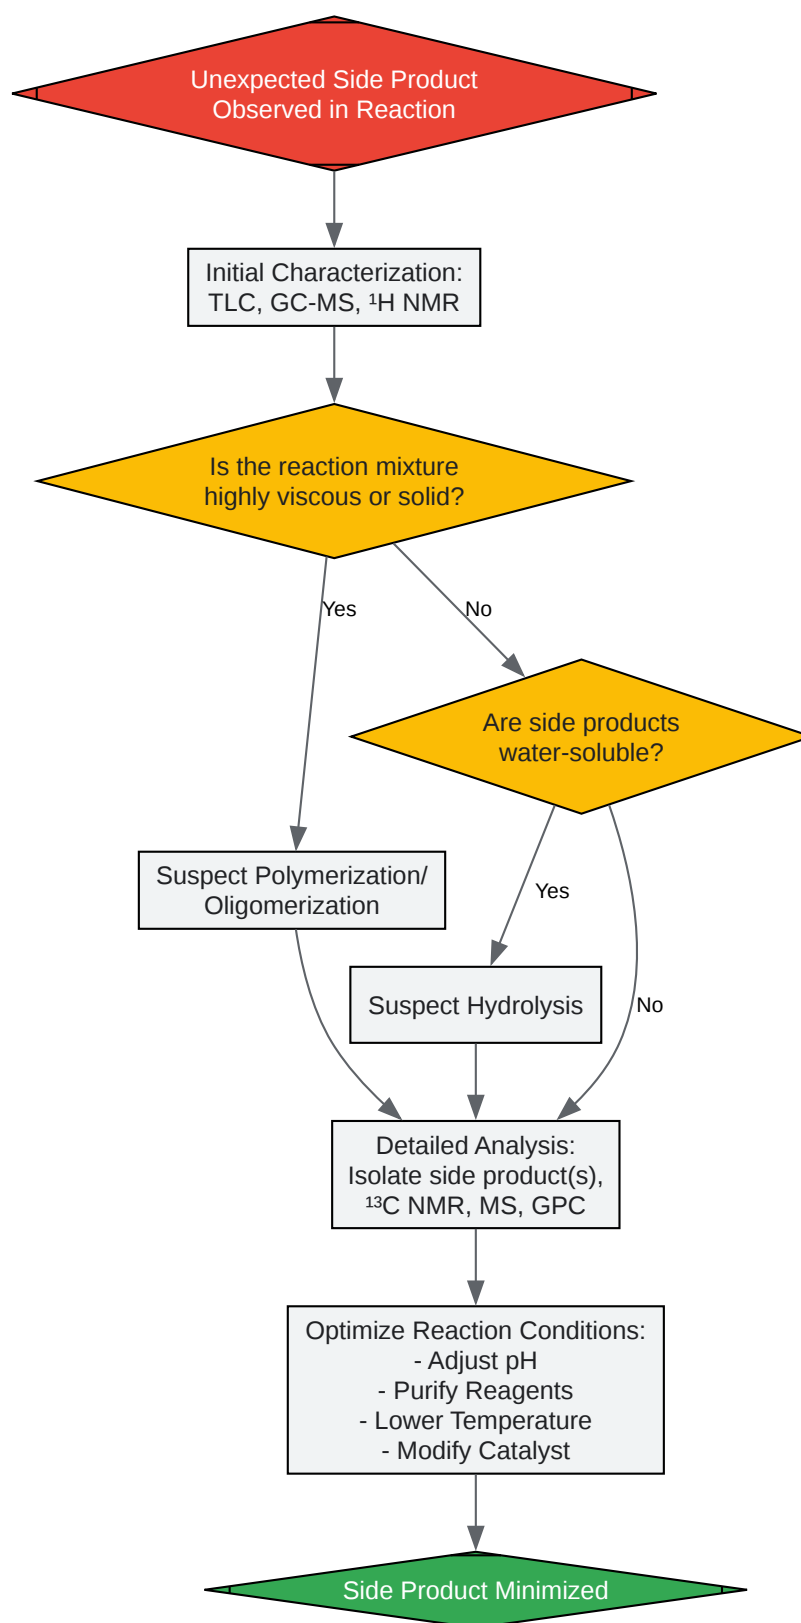 Unexpected Side Product
Observed in Reaction
Initial Characterization:
TLC, GC-MS, ¹H NMR
Is the reaction mixture
highly viscous or solid?
Yes
No
Are side products
water-soluble?
Suspect Polymerization/
Oligomerization
Yes
Suspect Hydrolysis
No
Detailed Analysis:
Isolate side product(s),
¹³C NMR, MS, GPC
Optimize Reaction Conditions:
- Adjust pH
- Purify Reagents
- Lower Temperature
- Modify Catalyst
Side Product Minimized